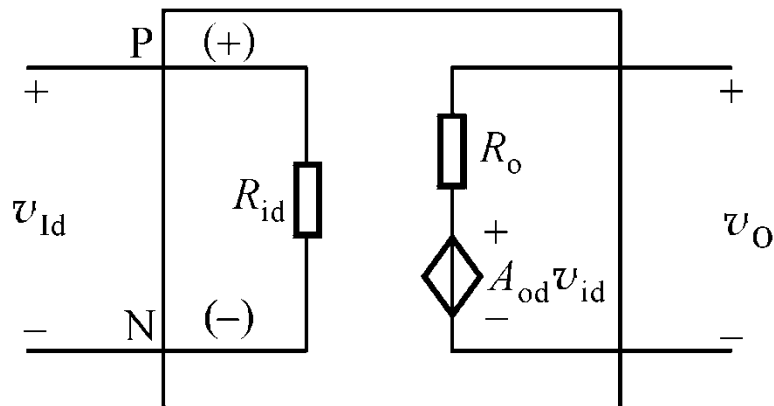 P (+)
+ +
R_o
v_Id R_id v_O
+
A_od v_id
−
N (−)
− −